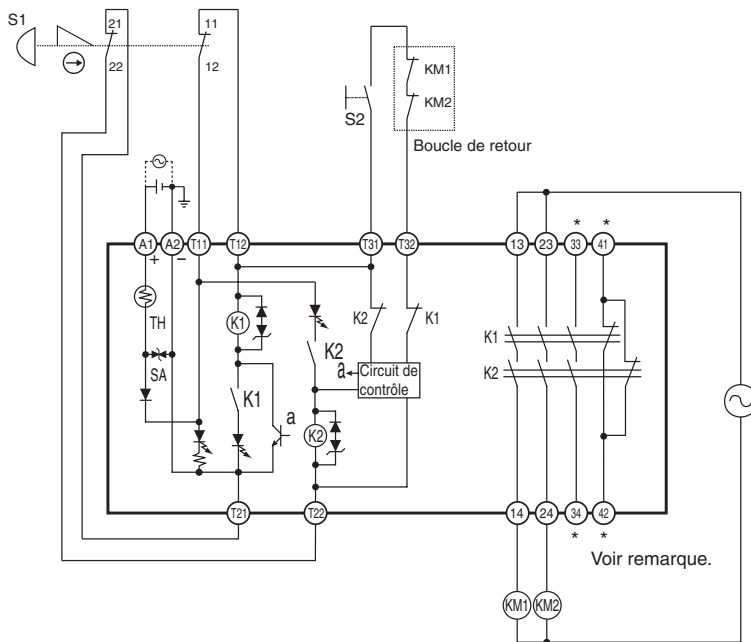 S1
21
11
22
12
KM1
KM2
S2
Boucle de retour
A1
A2
T11
T12
T31
T32
13
23
*
33
*
41
+
−
TH
K1
K2
K2
K1
K1
SA
K2
a
Circuit de
contrôle
K1
a
K2
K2
T21
T22
14
24
34
42
*
*
Voir remarque.
KM1
KM2